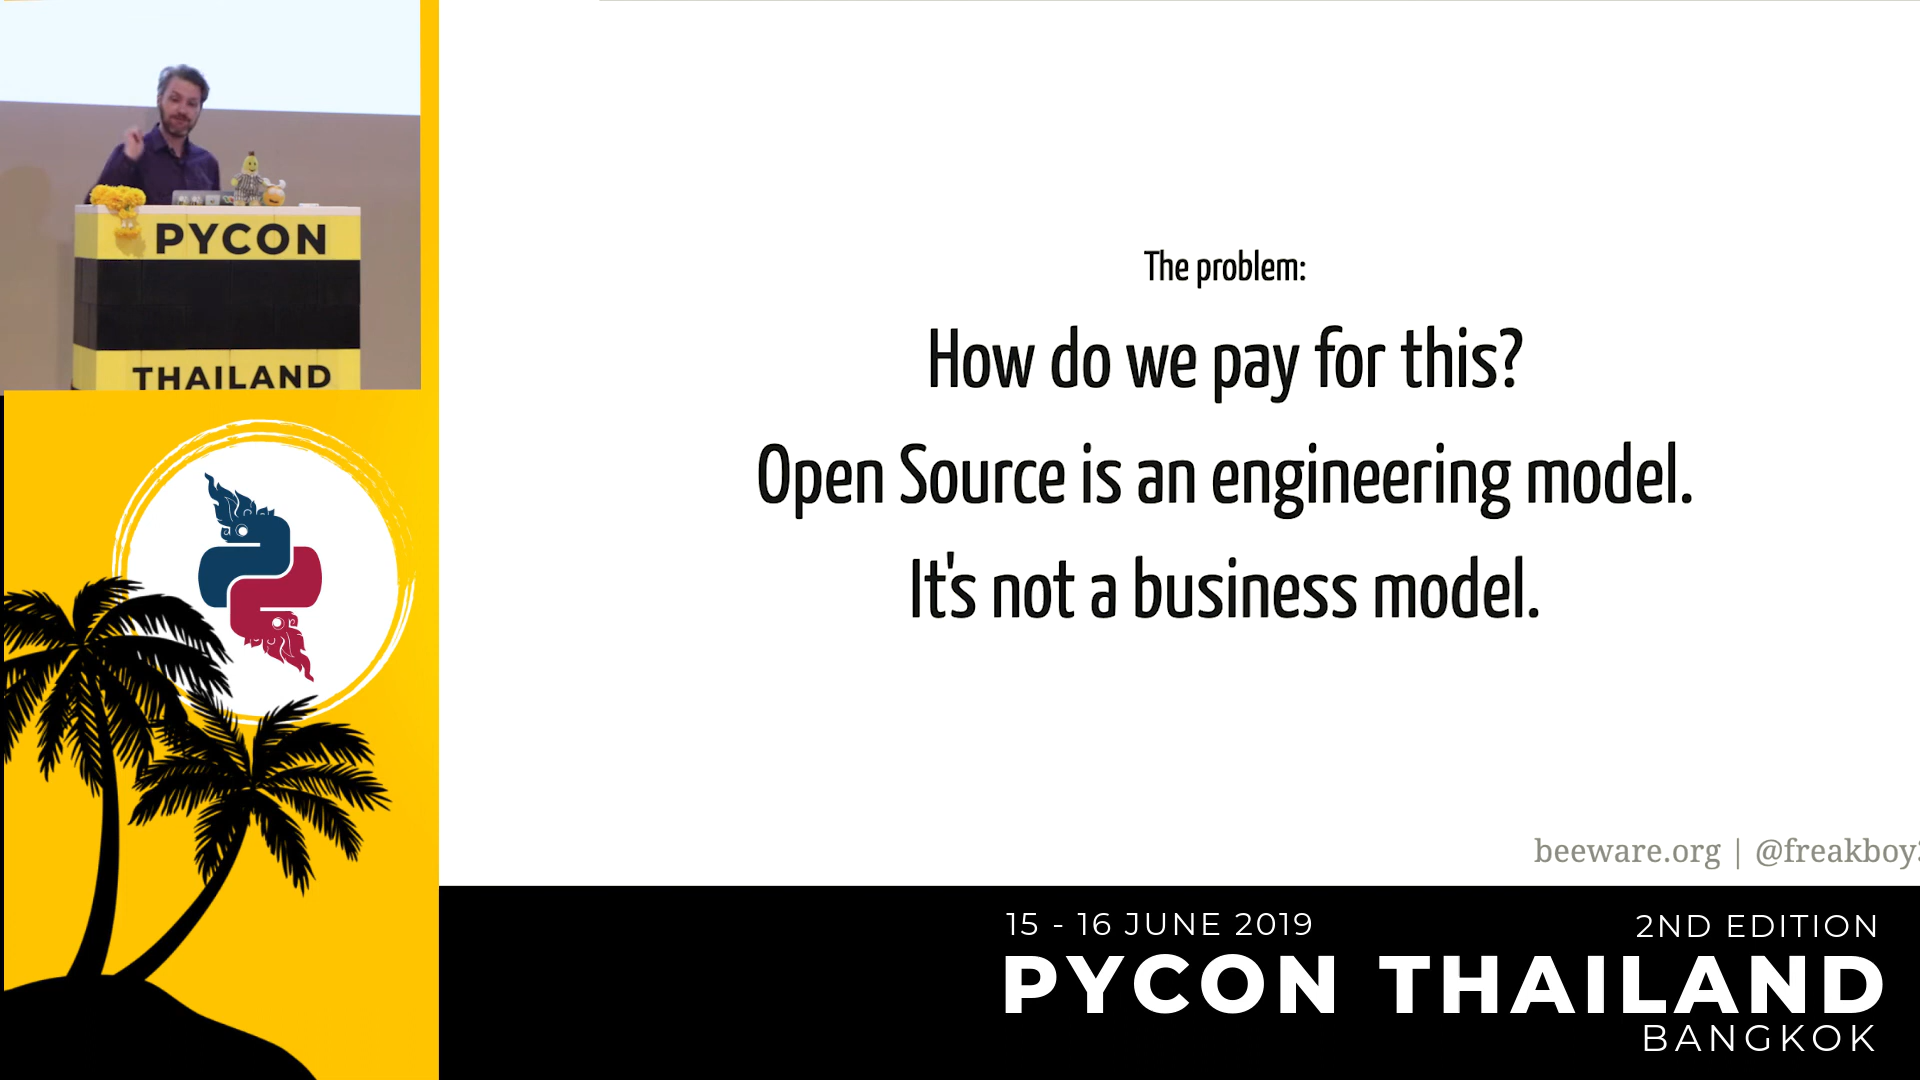 PYCON
THAILAND
The problem:
How do we pay for this?
Open Source is an engineering model.
It's not a business model.
beeware.org | @freakboy
15 - 16 JUNE 2019
2ND EDITION
PYCON THAILAND
BANGKOK